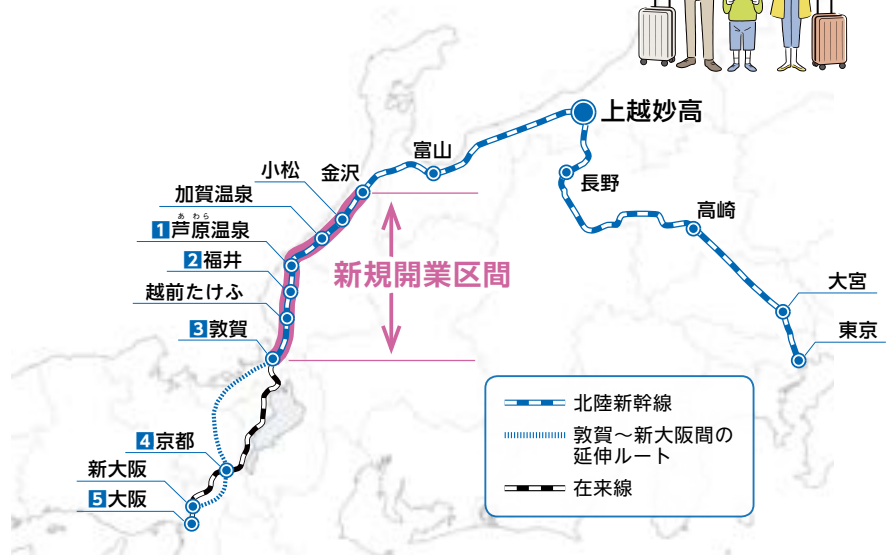 上越妙高
富山
長野
高崎
大宮
東京
金沢
小松
加賀温泉
あわら
1芦原温泉
2福井
越前たけふ
3敦賀
新規開業区間
4京都
新大阪
5大阪
北陸新幹線
敦賀～新大阪間の
延伸ルート
在来線